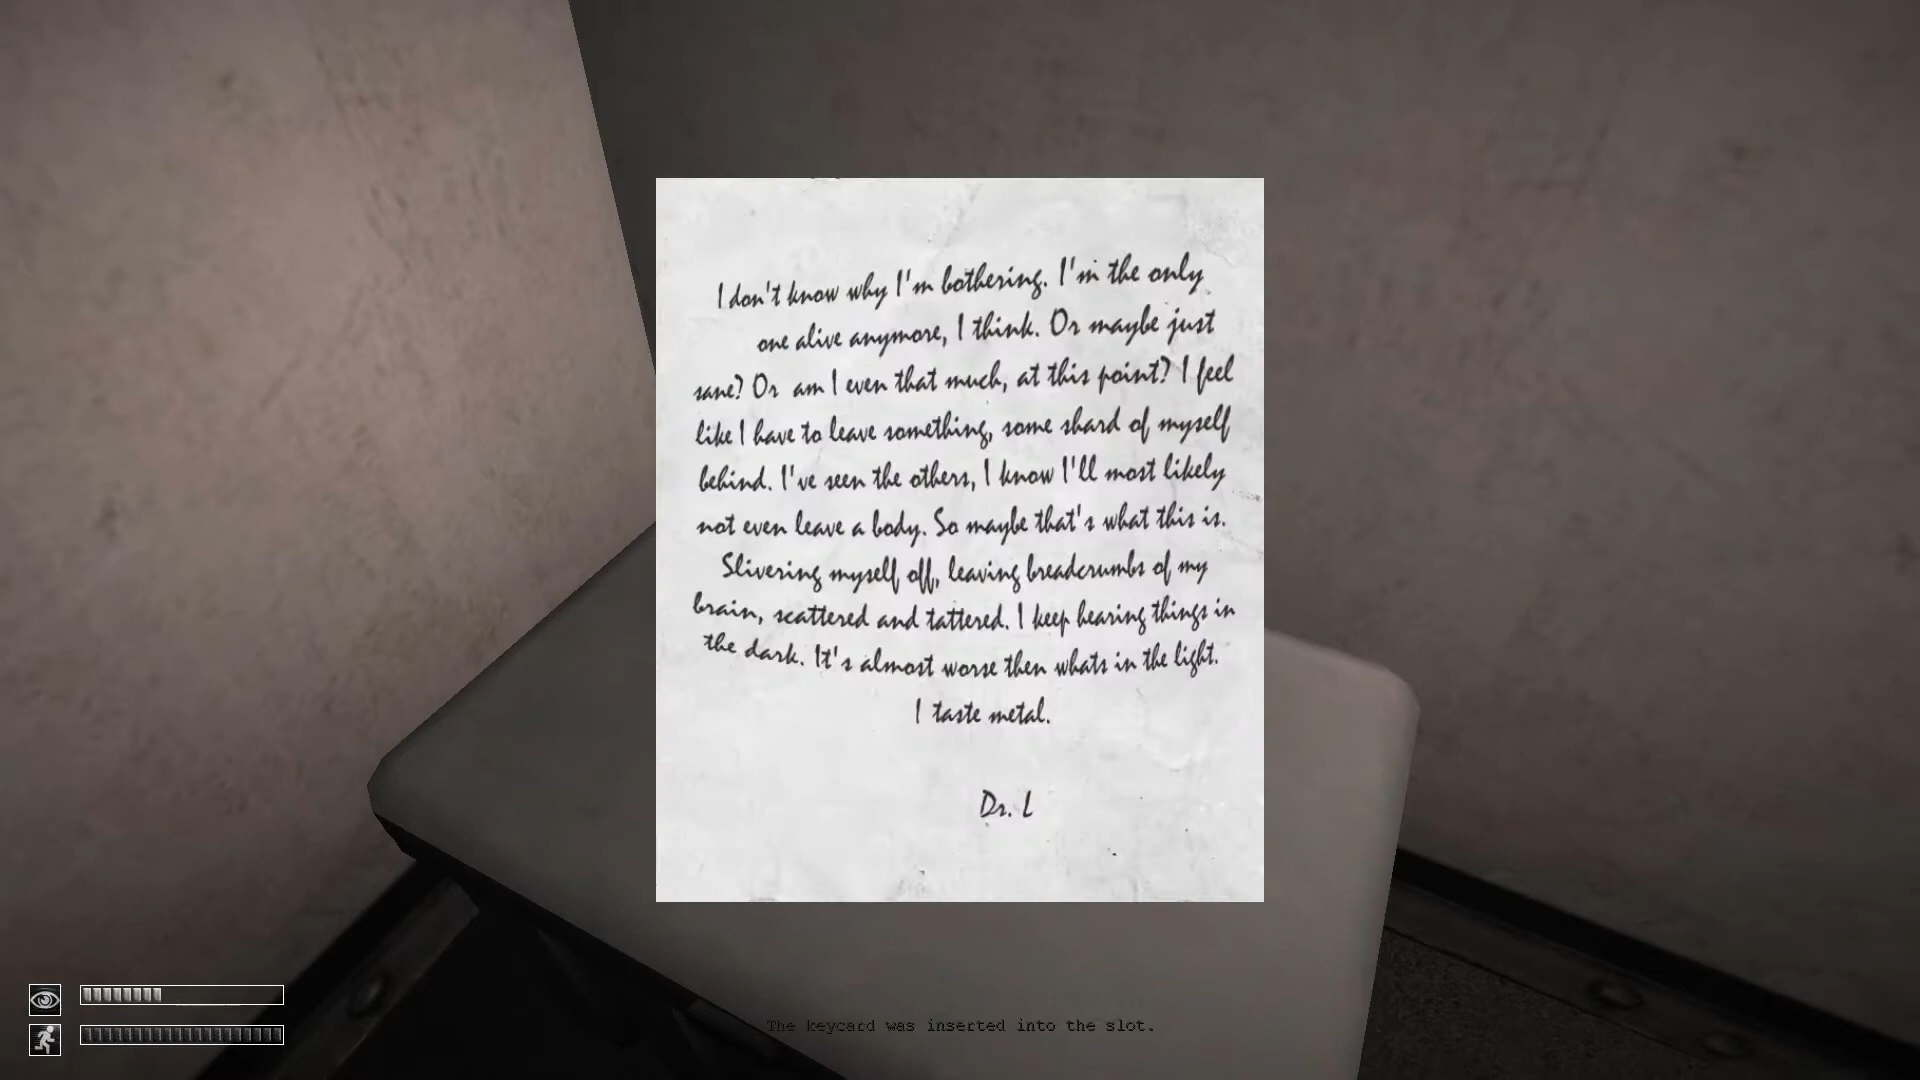 I don't know why I'm bothering. I'm the only
one alive anymore, I think. Or maybe just
sane? Or am I even that much, at this point? I feel
like I have to leave something, some shard of myself
behind. I've seen the others, I know I'll most likely
not even leave a body. So maybe that's what this is.
Slivering myself off, leaving breadcrumbs of my
brain, scattered and tattered. I keep hearing things in
the dark. It's almost worse then whats in the light.
I taste metal.
Dr. L
The keycard was inserted into the slot.